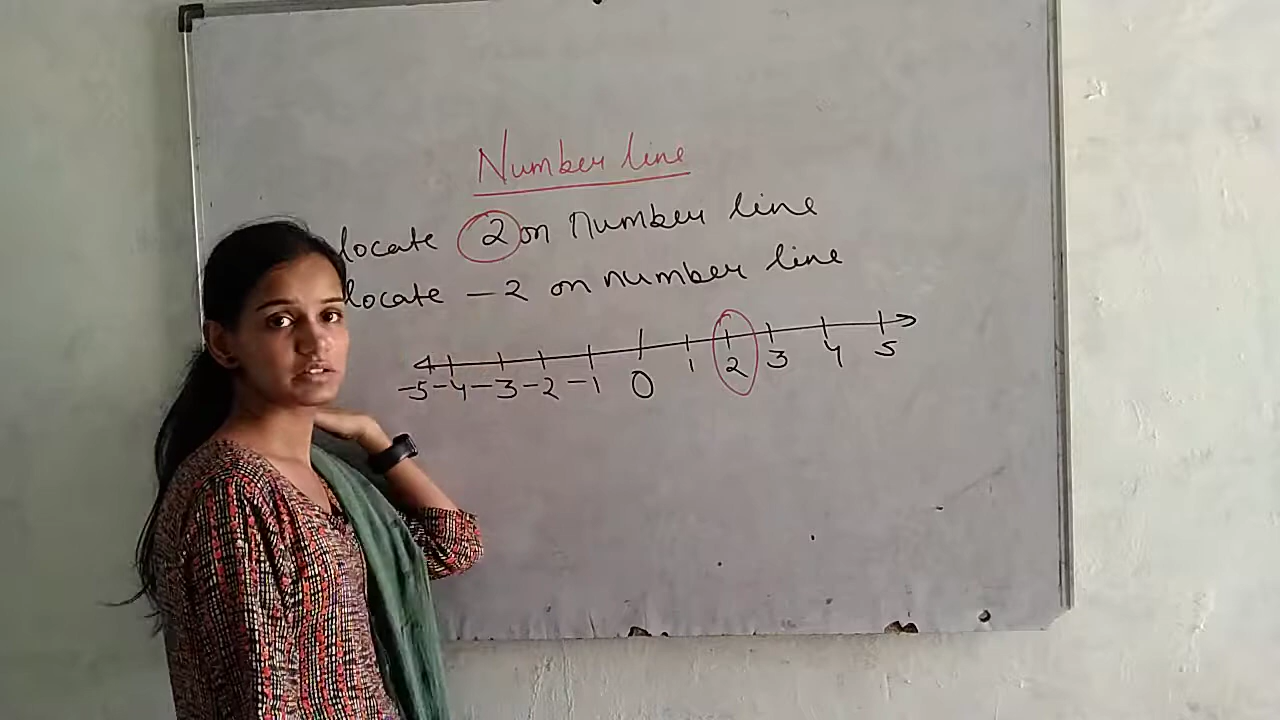 Number line
locate 2 on number line
locate -2 on number line
-5 -4 -3 -2 -1 0 1 2 3 4 5